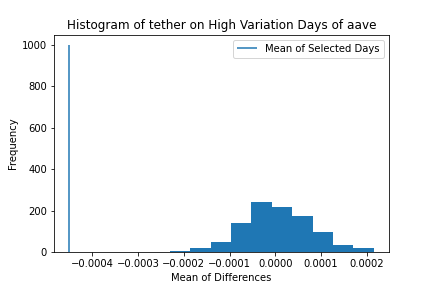 Histogram of tether on High Variation Days of aave
Mean of Selected Days
1000
800
600
400
200
0
Frequency
−0.0004 −0.0003 −0.0002 −0.0001 0.0000 0.0001 0.0002
Mean of Differences